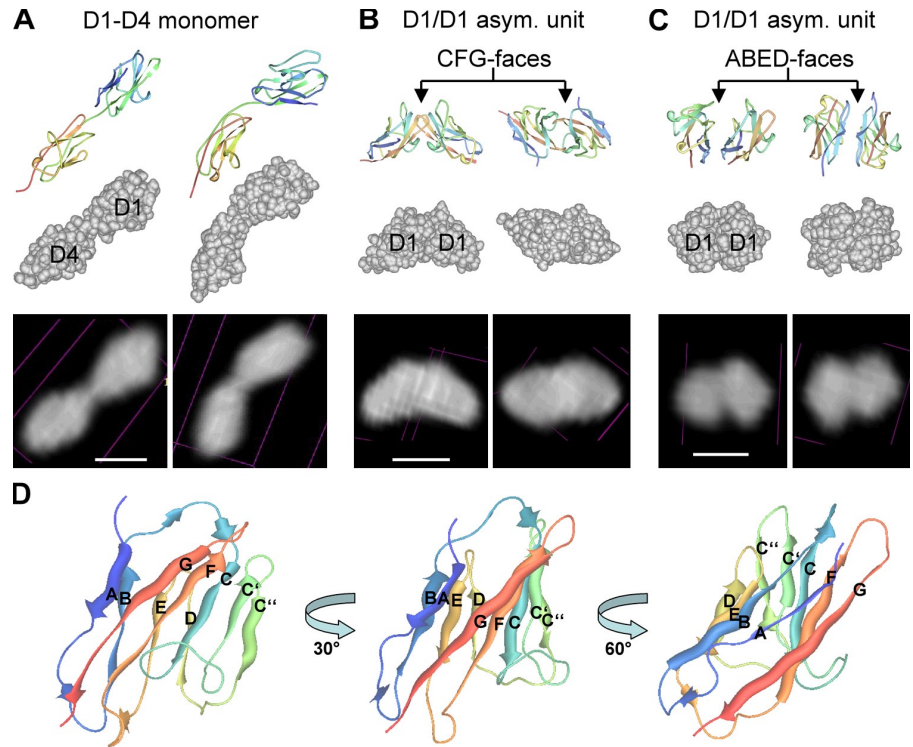 A D1-D4 monomer
B D1/D1 asym. unit
CFG-faces
C D1/D1 asym. unit
ABED-faces
D1
D4
D1 D1
D1 D1
D
A B E D G F C C' C"
30°
B A E D G F C C' C"
60°
D E B A C" C' C F G